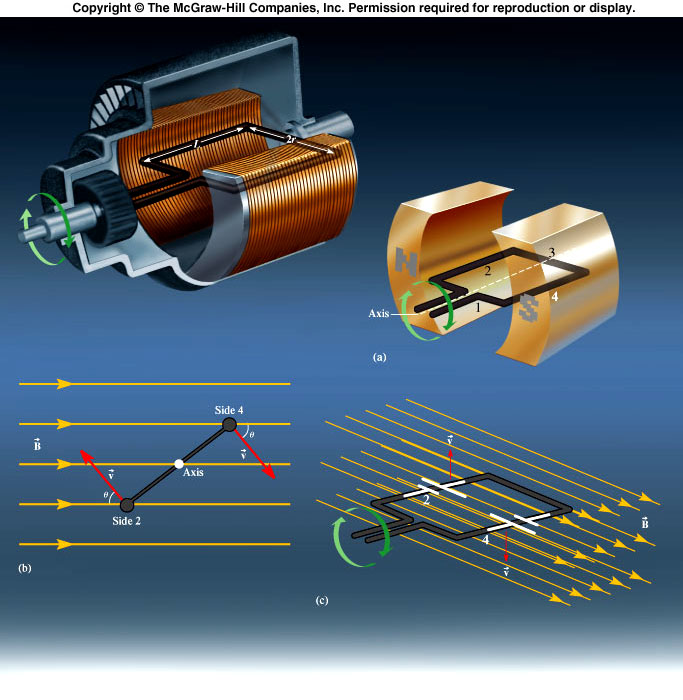 Copyright © The McGraw-Hill Companies, Inc. Permission required for reproduction or display.
l
2r
N
2
3
4
1
S
Axis
(a)
Side 4
θ
B
v
v
Axis
θ
Side 2
(b)
v
2
B
4
v
(c)